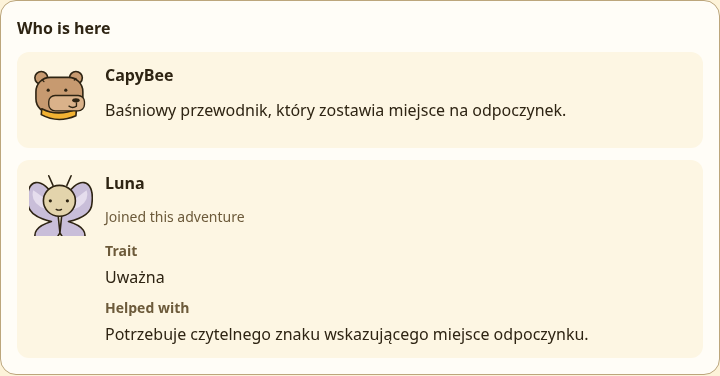 Who is here
CapyBee
Baśniowy przewodnik, który zostawia miejsce na odpoczynek.
Luna
Joined this adventure
Trait
Uważna
Helped with
Potrzebuje czytelnego znaku wskazującego miejsce odpoczynku.